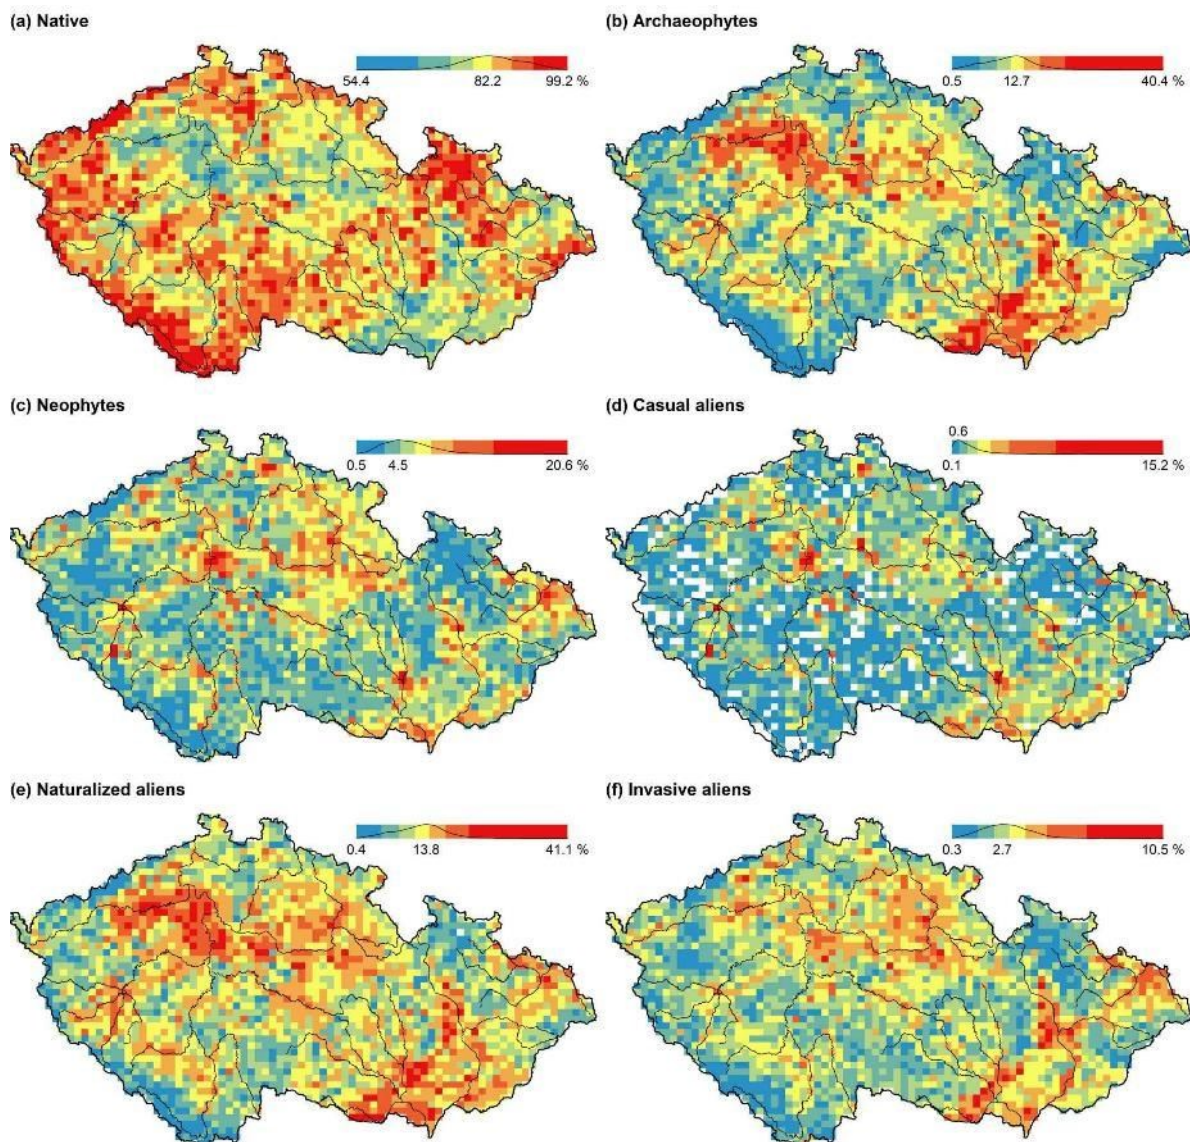 (a) Native
54.4 82.2 99.2 %
(b) Archaeophytes
0.5 12.7 40.4 %
(c) Neophytes
0.5 4.5 20.6 %
(d) Casual aliens
0.6
0.1 15.2 %
(e) Naturalized aliens
0.4 13.8 41.1 %
(f) Invasive aliens
0.3 2.7 10.5 %